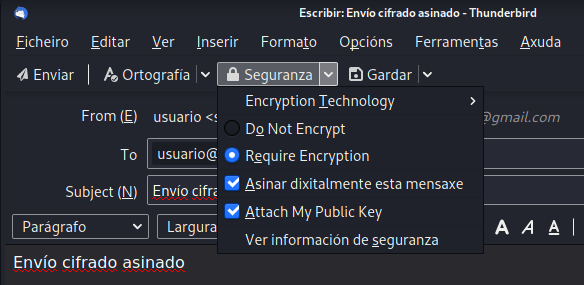 Escribir: Envío cifrado asinado - Thunderbird
Ficheiro Editar Ver Inserir Formato Opcións Ferramentas Axuda
Enviar Ortografía Seguranza Gardar
Encryption Technology
From (E) usuario <s @gmail.com
Do Not Encrypt
To usuario@
Require Encryption
Subject (N) Envío cifra
Asinar dixitalmente esta mensaxe
Attach My Public Key
Parágrafo Largura A A A
Ver información de seguranza
Envío cifrado asinado